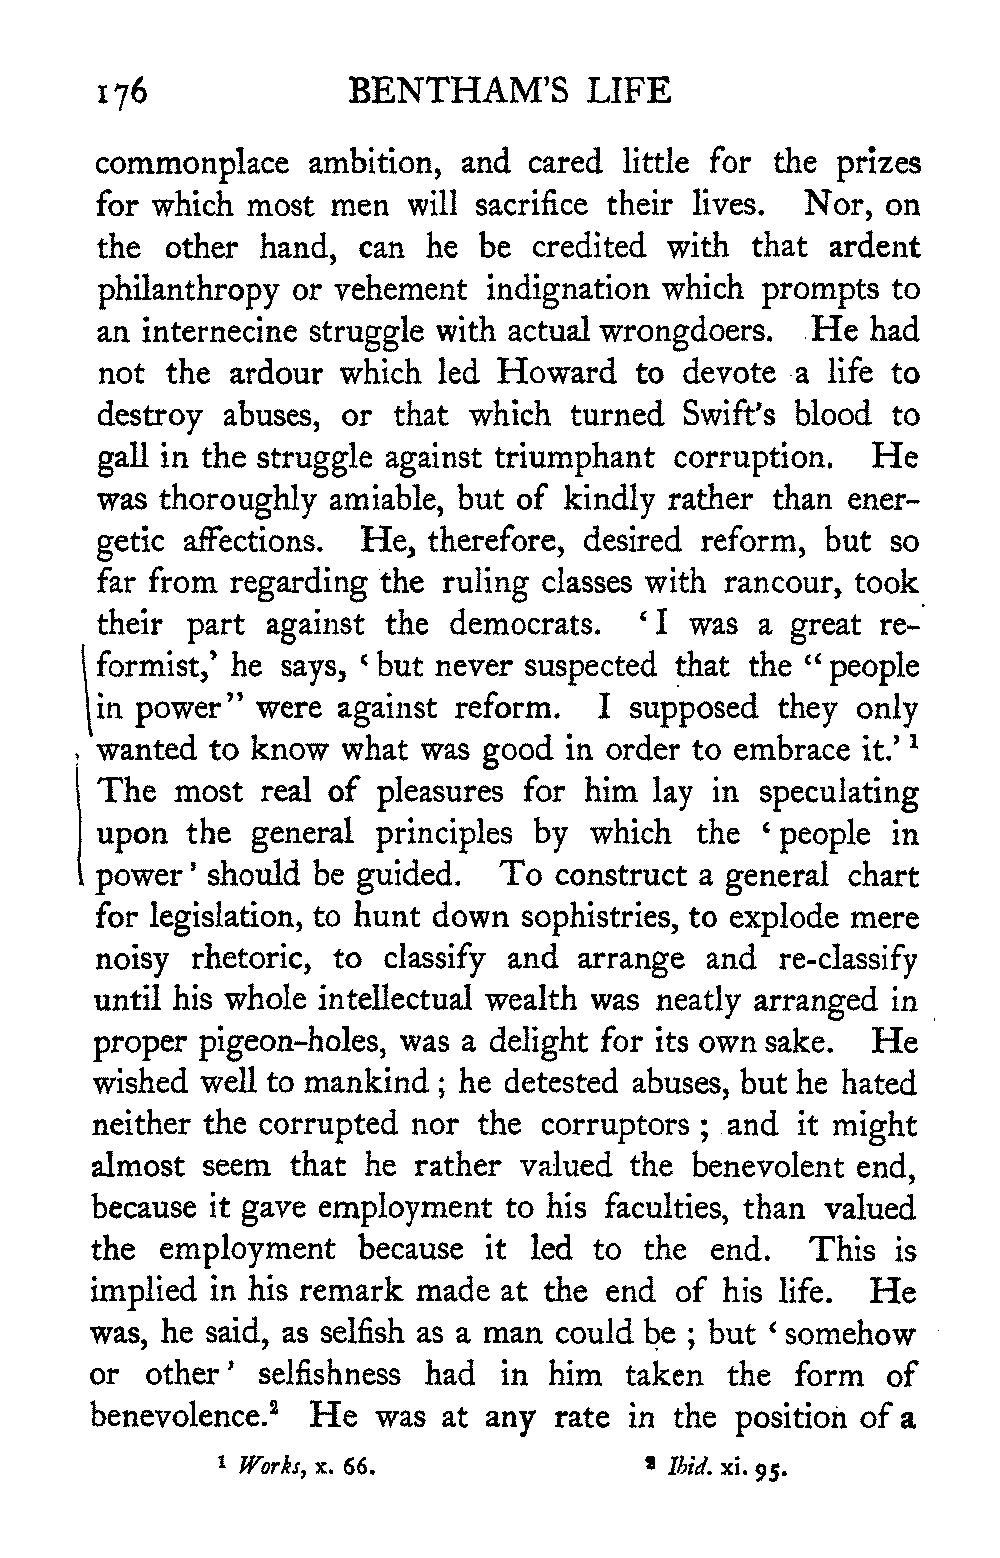 176 BENTHAM'S LIFE
commonplace ambition, and cared little for the prizes
for which most men will sacrifice their lives. Nor, on
the other hand, can he be credited with that ardent
philanthropy or vehement indignation which prompts to
an internecine struggle with actual wrongdoers. He had
not the ardour which led Howard to devote a life to
destroy abuses, or that which turned Swift's blood to
gall in the struggle against triumphant corruption. He
was thoroughly amiable, but of kindly rather than ener-
getic affections. He, therefore, desired reform, but so
far from regarding the ruling classes with rancour, took
their part against the democrats. ‘I was a great re-
formist,’ he says, ‘but never suspected that the “people
in power” were against reform. I supposed they only
wanted to know what was good in order to embrace it.’ ¹
The most real of pleasures for him lay in speculating
upon the general principles by which the ‘people in
power’ should be guided. To construct a general chart
for legislation, to hunt down sophistries, to explode mere
noisy rhetoric, to classify and arrange and re-classify
until his whole intellectual wealth was neatly arranged in
proper pigeon-holes, was a delight for its own sake. He
wished well to mankind ; he detested abuses, but he hated
neither the corrupted nor the corruptors ; and it might
almost seem that he rather valued the benevolent end,
because it gave employment to his faculties, than valued
the employment because it led to the end. This is
implied in his remark made at the end of his life. He
was, he said, as selfish as a man could be ; but ‘somehow
or other’ selfishness had in him taken the form of
benevolence.² He was at any rate in the position of a
¹ Works, x. 66. ² Ibid. xi. 95.